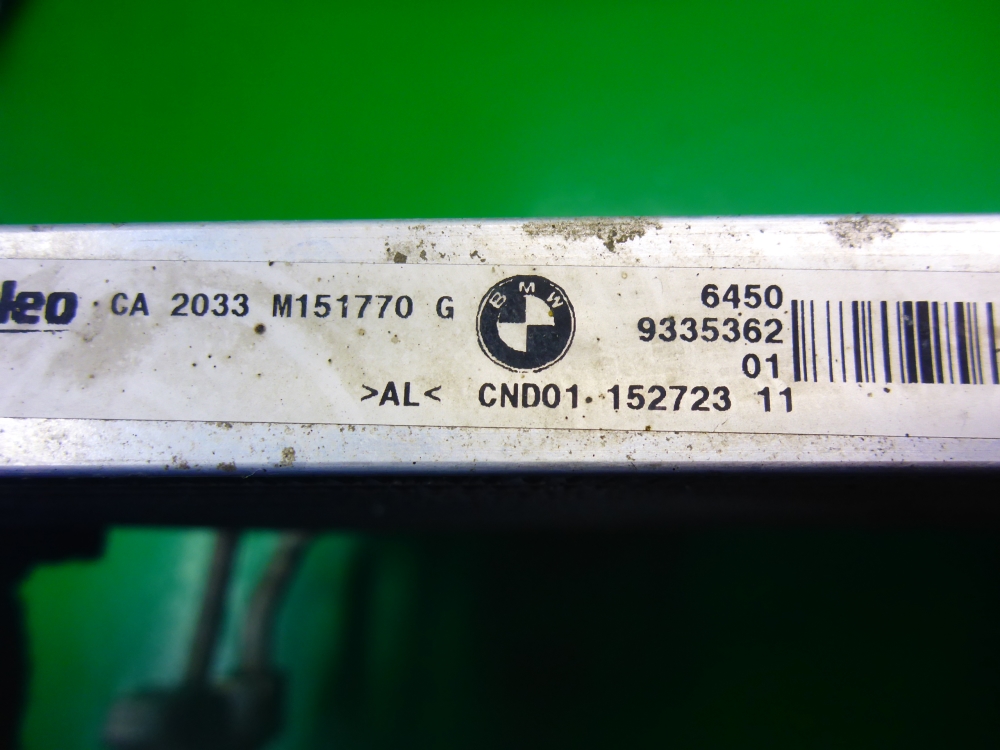 leo CA 2033 M151770 G
BMW
6450
9335362
01
>AL< CND01 152723 11